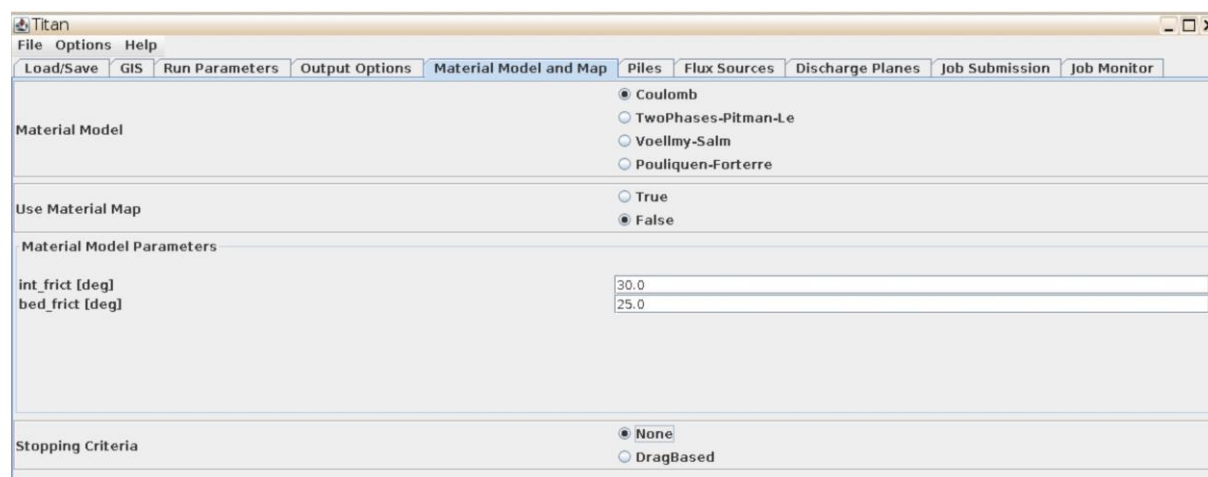 Titan
File Options Help
Load/Save GIS Run Parameters Output Options Material Model and Map Piles Flux Sources Discharge Planes Job Submission Job Monitor
Material Model
Coulomb
TwoPhases-Pitman-Le
Voellmy-Salm
Pouliquen-Forterre
Use Material Map
True
False
Material Model Parameters
int_frict [deg] 30.0
bed_frict [deg] 25.0
Stopping Criteria
None
DragBased